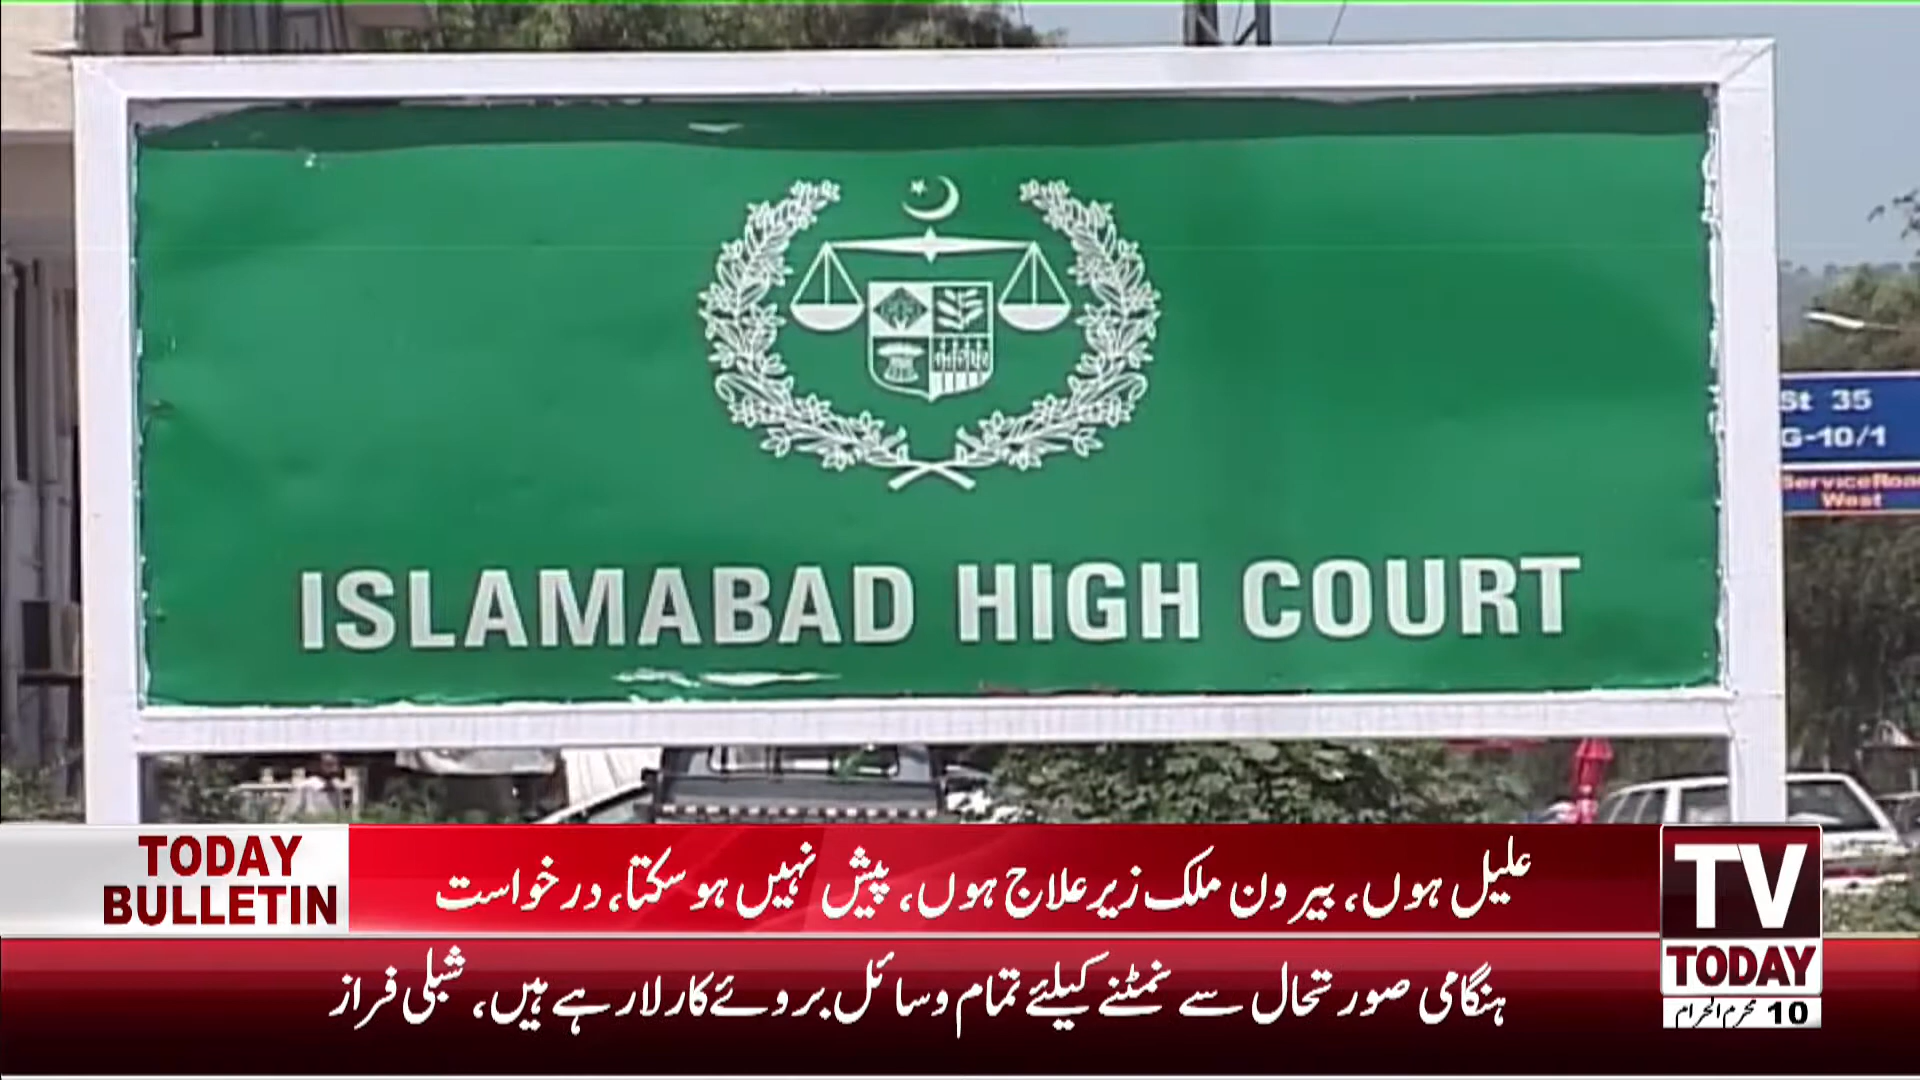 ISLAMABAD HIGH COURT
St 35
G-10/1
ServiceRoad
West
TODAY
BULLETIN
علیل ہوں، بیرون ملک زیر علاج ہوں، پیش نہیں ہو سکتا، درخواست
ہنگامی صورتحال سے نمٹنے کیلئے تمام وسائل بروئے کار لا رہے ہیں، شبلی فراز
TV
TODAY
10 محرم الحرام